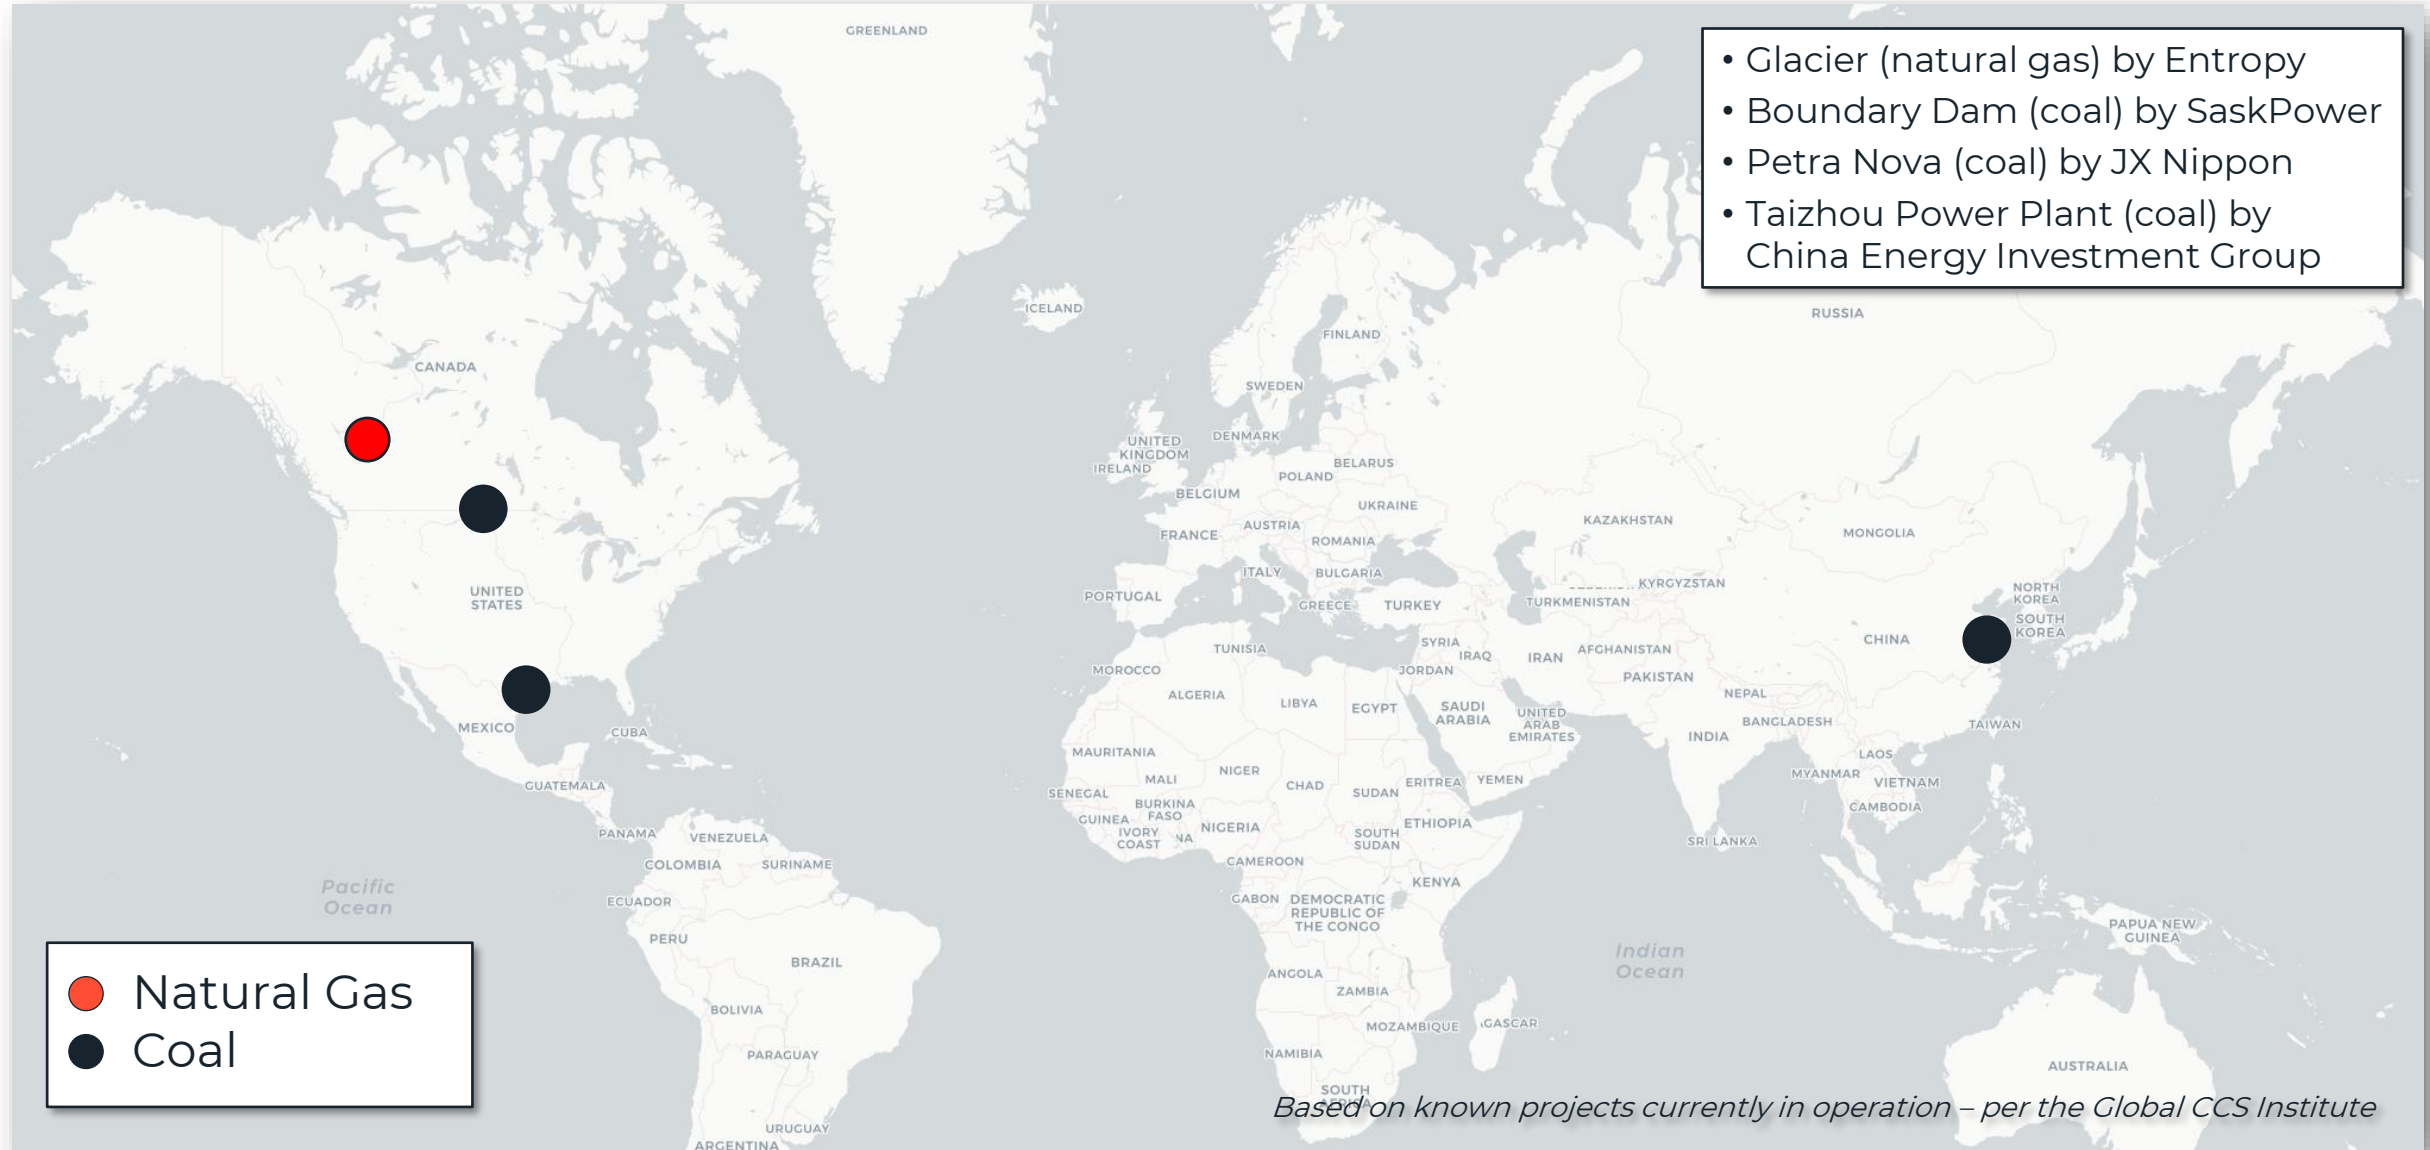 GREENLAND
• Glacier (natural gas) by Entropy
• Boundary Dam (coal) by SaskPower
• Petra Nova (coal) by JX Nippon
• Taizhou Power Plant (coal) by
China Energy Investment Group
ICELAND
RUSSIA
FINLAND
CANADA
SWEDEN
DENMARK
UNITED
KINGDOM
IRELAND
BELARUS
POLAND
BELGIUM
UKRAINE
KAZAKHSTAN
AUSTRIA
FRANCE
ROMANIA
MONGOLIA
ITALY
BULGARIA
KYRGYZSTAN
UNITED
STATES
PORTUGAL
GREECE
TURKEY
TURKMENISTAN
NORTH
KOREA
SOUTH
KOREA
CHINA
SYRIA
TUNISIA
IRAQ
IRAN
AFGHANISTAN
MOROCCO
JORDAN
PAKISTAN
ALGERIA
LIBYA
EGYPT
SAUDI
ARABIA
NEPAL
UNITED
ARAB
EMIRATES
BANGLADESH
TAIWAN
MEXICO
CUBA
INDIA
MAURITANIA
LAOS
MALI
NIGER
CHAD
ERITREA
YEMEN
MYANMAR
VIETNAM
GUATEMALA
SENEGAL
SUDAN
BURKINA
FASO
CAMBODIA
GUINEA
IVORY
COAST
NA
NIGERIA
ETHIOPIA
SOUTH
SUDAN
PANAMA
VENEZUELA
SRI LANKA
COLOMBIA
SURINAME
CAMEROON
KENYA
Pacific
Ocean
ECUADOR
GABON
DEMOCRATIC
REPUBLIC OF
THE CONGO
PERU
PAPUA NEW
GUINEA
Indian
Ocean
BRAZIL
ANGOLA
ZAMBIA
Natural Gas
Coal
BOLIVIA
MOZAMBIQUE
GASCAR
PARAGUAY
NAMIBIA
AUSTRALIA
SOUTH
AFRICA
Based on known projects currently in operation – per the Global CCS Institute
URUGUAY
ARGENTINA